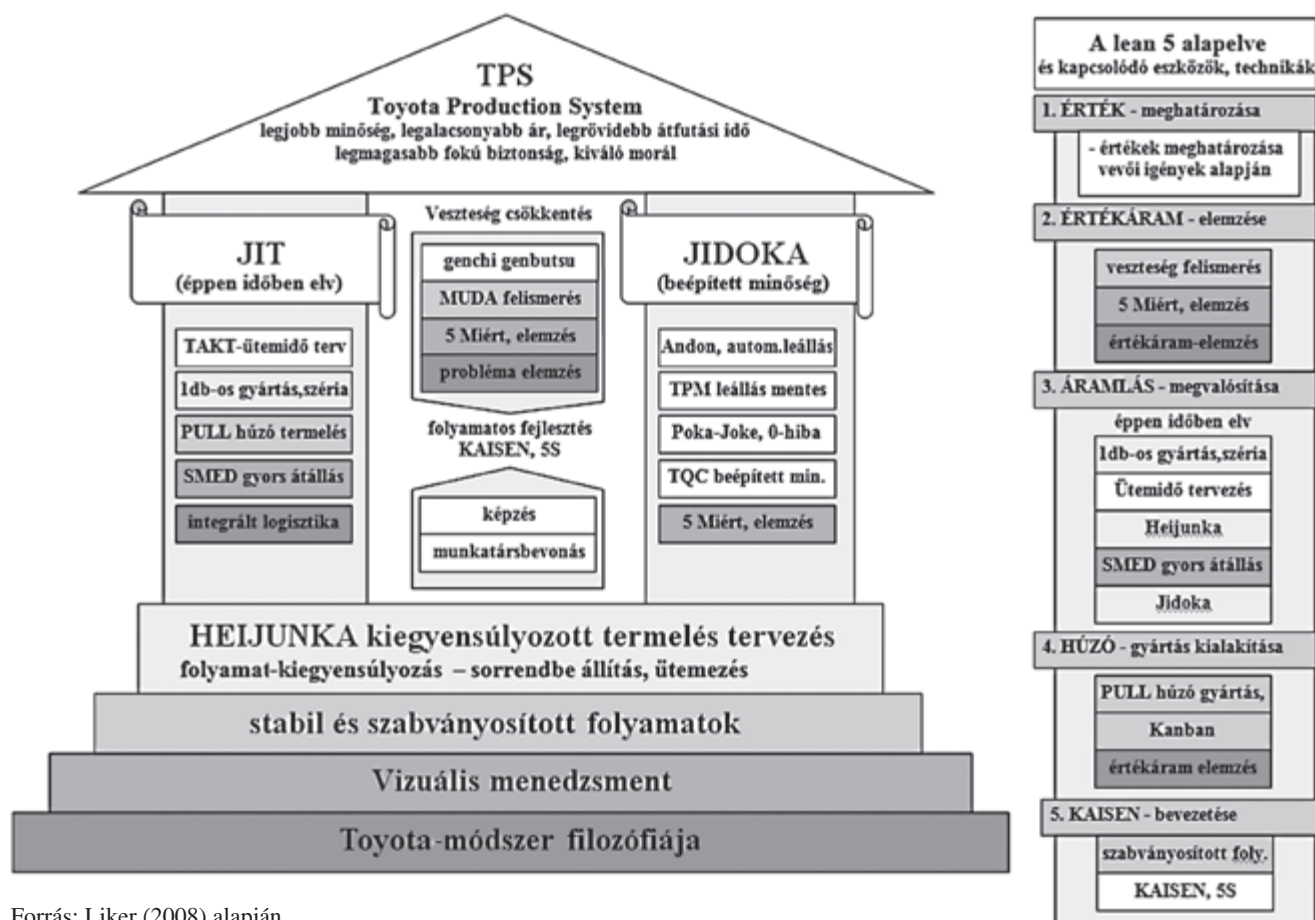 TPS
Toyota Production System
legjobb minőség, legalacsonyabb ár, legrövidebb átfutási idő
legmagasabb fokú biztonság, kiváló morál
JIT
(éppen időben elv)
TAKT-ütemidő terv
1db-os gyártás,széria
PULL húzó termelés
SMED gyors átállás
integrált logisztika
Veszteség csökkentés
genchi genbutsu
MUDA felismerés
5 Miért, elemzés
probléma elemzés
folyamatos fejlesztés
KAISEN, 5S
képzés
munkatársbevonás
JIDOKA
(beépített minőség)
Andon, autom.leállás
TPM leállás mentes
Poka-Joke, 0-hiba
TQC beépített min.
5 Miért, elemzés
HEIJUNKA kiegyensúlyozott termelés tervezés
folyamat-kiegyensúlyozás – sorrendbe állítás, ütemezés
stabil és szabványosított folyamatok
Vizuális menedzsment
Toyota-módszer filozófiája
A lean 5 alapelve
és kapcsolódó eszközök, technikák
1. ÉRTÉK - meghatározása
- értékek meghatározása
vevői igények alapján
2. ÉRTÉKÁRAM - elemzése
veszteség felismerés
5 Miért, elemzés
értékáram-elemzés
3. ÁRAMLÁS - megvalósítása
éppen időben elv
1db-os gyártás,széria
Ütemidő tervezés
Heijunka
SMED gyors átállás
Jidoka
4. HÚZÓ - gyártás kialakítása
PULL húzó gyártás,
Kanban
értékáram elemzés
5. KAISEN - bevezetése
szabványosított foly.
KAISEN, 5S
Forrás: Liker (2008) alapján